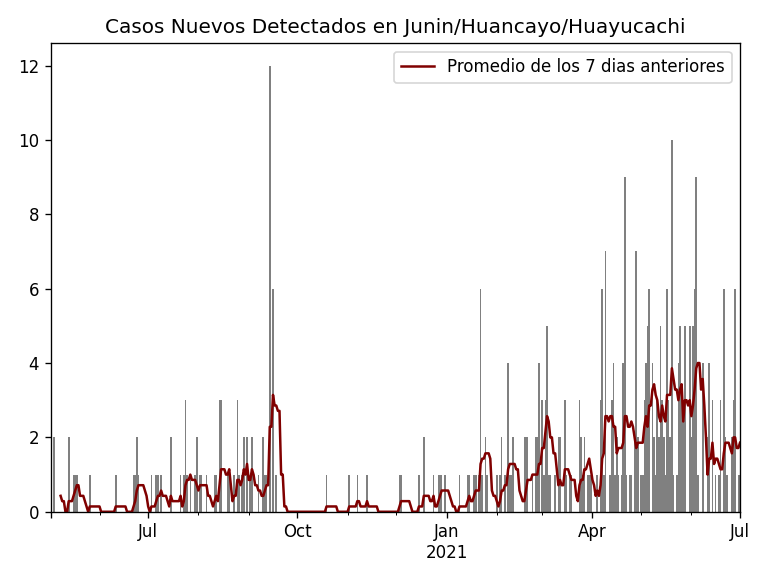 Casos Nuevos Detectados en Junin/Huancayo/Huayucachi
Promedio de los 7 dias anteriores
12
10
8
6
4
2
0
Jul
Oct
Jan
2021
Apr
Jul